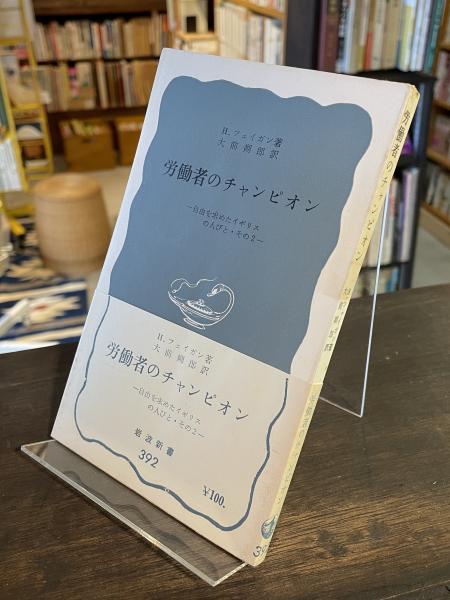 H. フェイガン著
大前朔郎訳
労働者のチャンピオン
―自由を求めたイギリス
の人びと・その2―
H. フェイガン著
大前朔郎訳
労働者のチャンピオン
―自由を求めたイギリス
の人びと・その2―
岩波新書
392
¥100.
労働者のチャンピオン